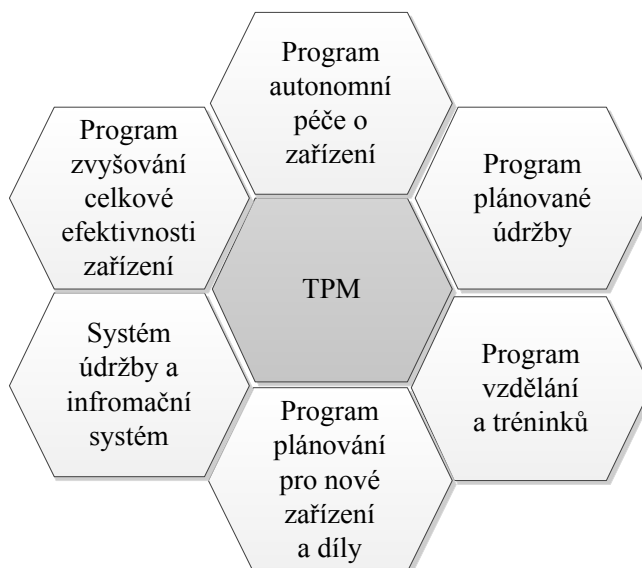 Program
autonomní
péče o
zařízení
Program
zvyšování
celkové
efektivnosti
zařízení
Program
plánované
údržby
TPM
Systém
údržby a
infromační
systém
Program
vzdělání
a tréninků
Program
plánování
pro nové
zařízení
a díly